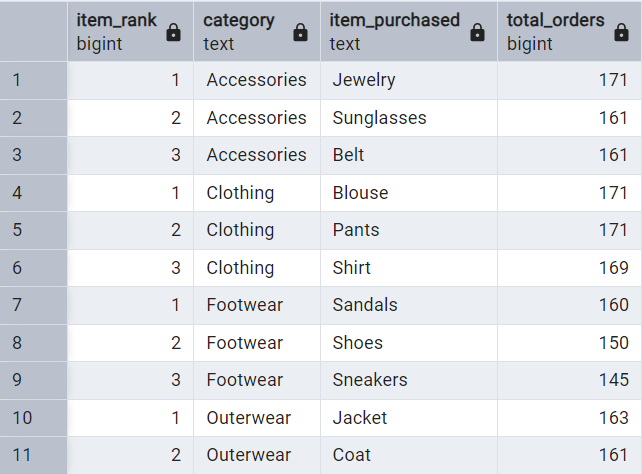 item_rank category item_purchased total_orders
bigint text text bigint
1 1 Accessories Jewelry 171
2 2 Accessories Sunglasses 161
3 3 Accessories Belt 161
4 1 Clothing Blouse 171
5 2 Clothing Pants 171
6 3 Clothing Shirt 169
7 1 Footwear Sandals 160
8 2 Footwear Shoes 150
9 3 Footwear Sneakers 145
10 1 Outerwear Jacket 163
11 2 Outerwear Coat 161